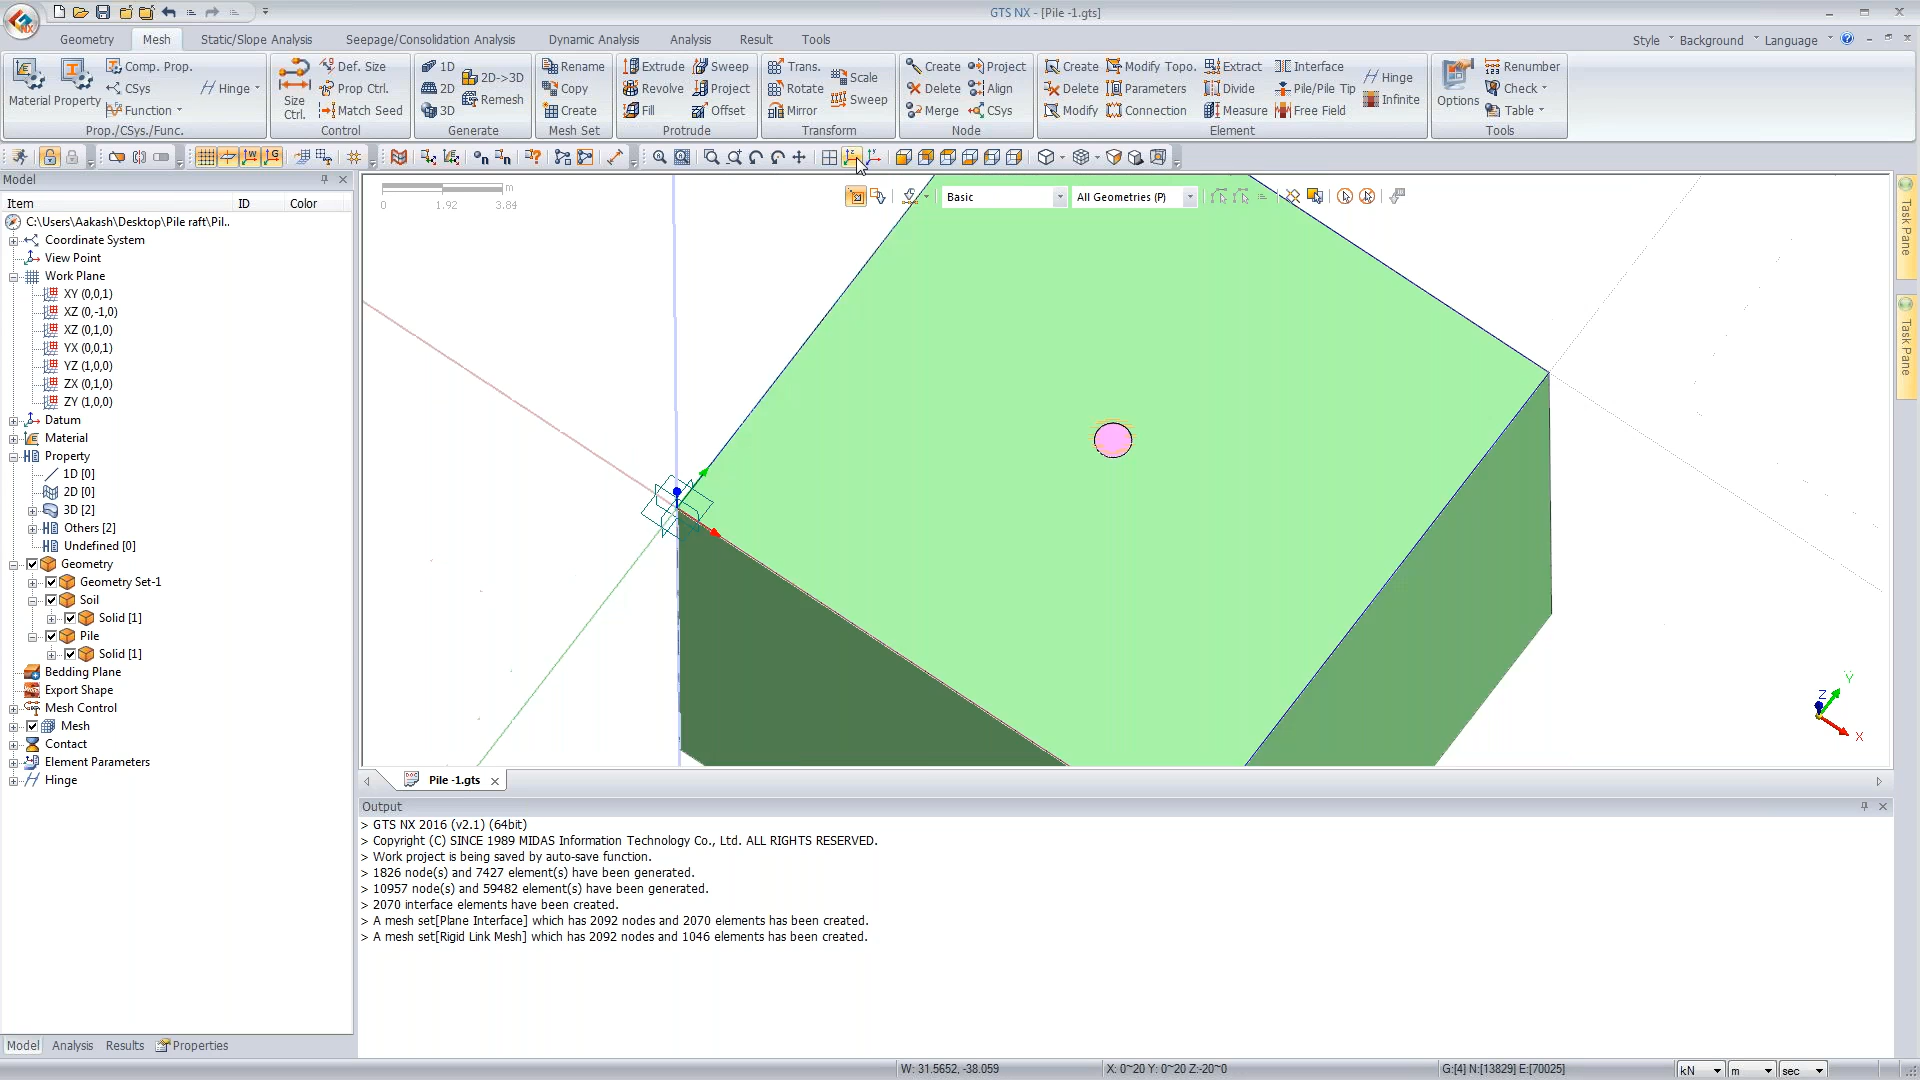 GTS NX - [Pile -1.gts]
Geometry Mesh Static/Slope Analysis Seepage/Consolidation Analysis Dynamic Analysis Analysis Result Tools Style Background Language
Comp. Prop. Def. Size 1D Rename Extrude Sweep Trans. Create Project Create Modify Topo. Extract Interface Renumber
2D->3D Scale Hinge
Material Property CSys Hinge Size Ctrl. Prop Ctrl. 2D Copy Revolve Project Rotate Delete Align Delete Parameters Divide Pile/Pile Tip Options Check
Remesh Sweep Infinite
Function Match Seed 3D Create Fill Offset Mirror Merge CSys Modify Connection Measure Free Field Table
Prop./CSys./Func. Control Generate Mesh Set Protrude Transform Node Element Tools
Model
Item ID Color
C:\Users\Aakash\Desktop\Pile raft\Pil..
Coordinate System
View Point
Work Plane
XY (0,0,1)
XZ (0,-1,0)
XZ (0,1,0)
YX (0,0,1)
YZ (1,0,0)
ZX (0,1,0)
ZY (1,0,0)
Datum
Material
Property
1D [0]
2D [0]
3D [2]
Others [2]
Undefined [0]
Geometry
Geometry Set-1
Soil
Solid [1]
Pile
Solid [1]
Bedding Plane
Export Shape
Mesh Control
Mesh
Contact
Element Parameters
Hinge
Model Analysis Results Properties
m
0 1.92 3.84
Basic All Geometries (P)
Task Pane
Task Pane
Y
Z
X
Pile -1.gts
Output
> GTS NX 2016 (v2.1) (64bit)
> Copyright (C) SINCE 1989 MIDAS Information Technology Co., Ltd. ALL RIGHTS RESERVED.
> Work project is being saved by auto-save function.
> 1826 node(s) and 7427 element(s) have been generated.
> 10957 node(s) and 59482 element(s) have been generated.
> 2070 interface elements have been created.
> A mesh set[Plane Interface] which has 2092 nodes and 2070 elements has been created.
> A mesh set[Rigid Link Mesh] which has 2092 nodes and 1046 elements has been created.
W: 31.5652, -38.059 X: 0~20 Y: 0~20 Z:-20~0 G:[4] N:[13829] E:[70025] kN m sec